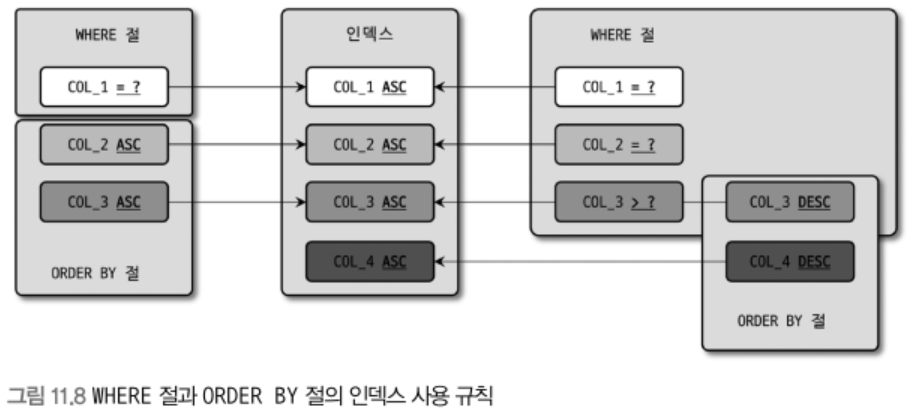 WHERE 절
COL_1 = ?
COL_2 ASC
COL_3 ASC
ORDER BY 절
인덱스
COL_1 ASC
COL_2 ASC
COL_3 ASC
COL_4 ASC
WHERE 절
COL_1 = ?
COL_2 = ?
COL_3 > ?
COL_3 DESC
COL_4 DESC
ORDER BY 절
그림 11.8 WHERE 절과 ORDER BY 절의 인덱스 사용 규칙